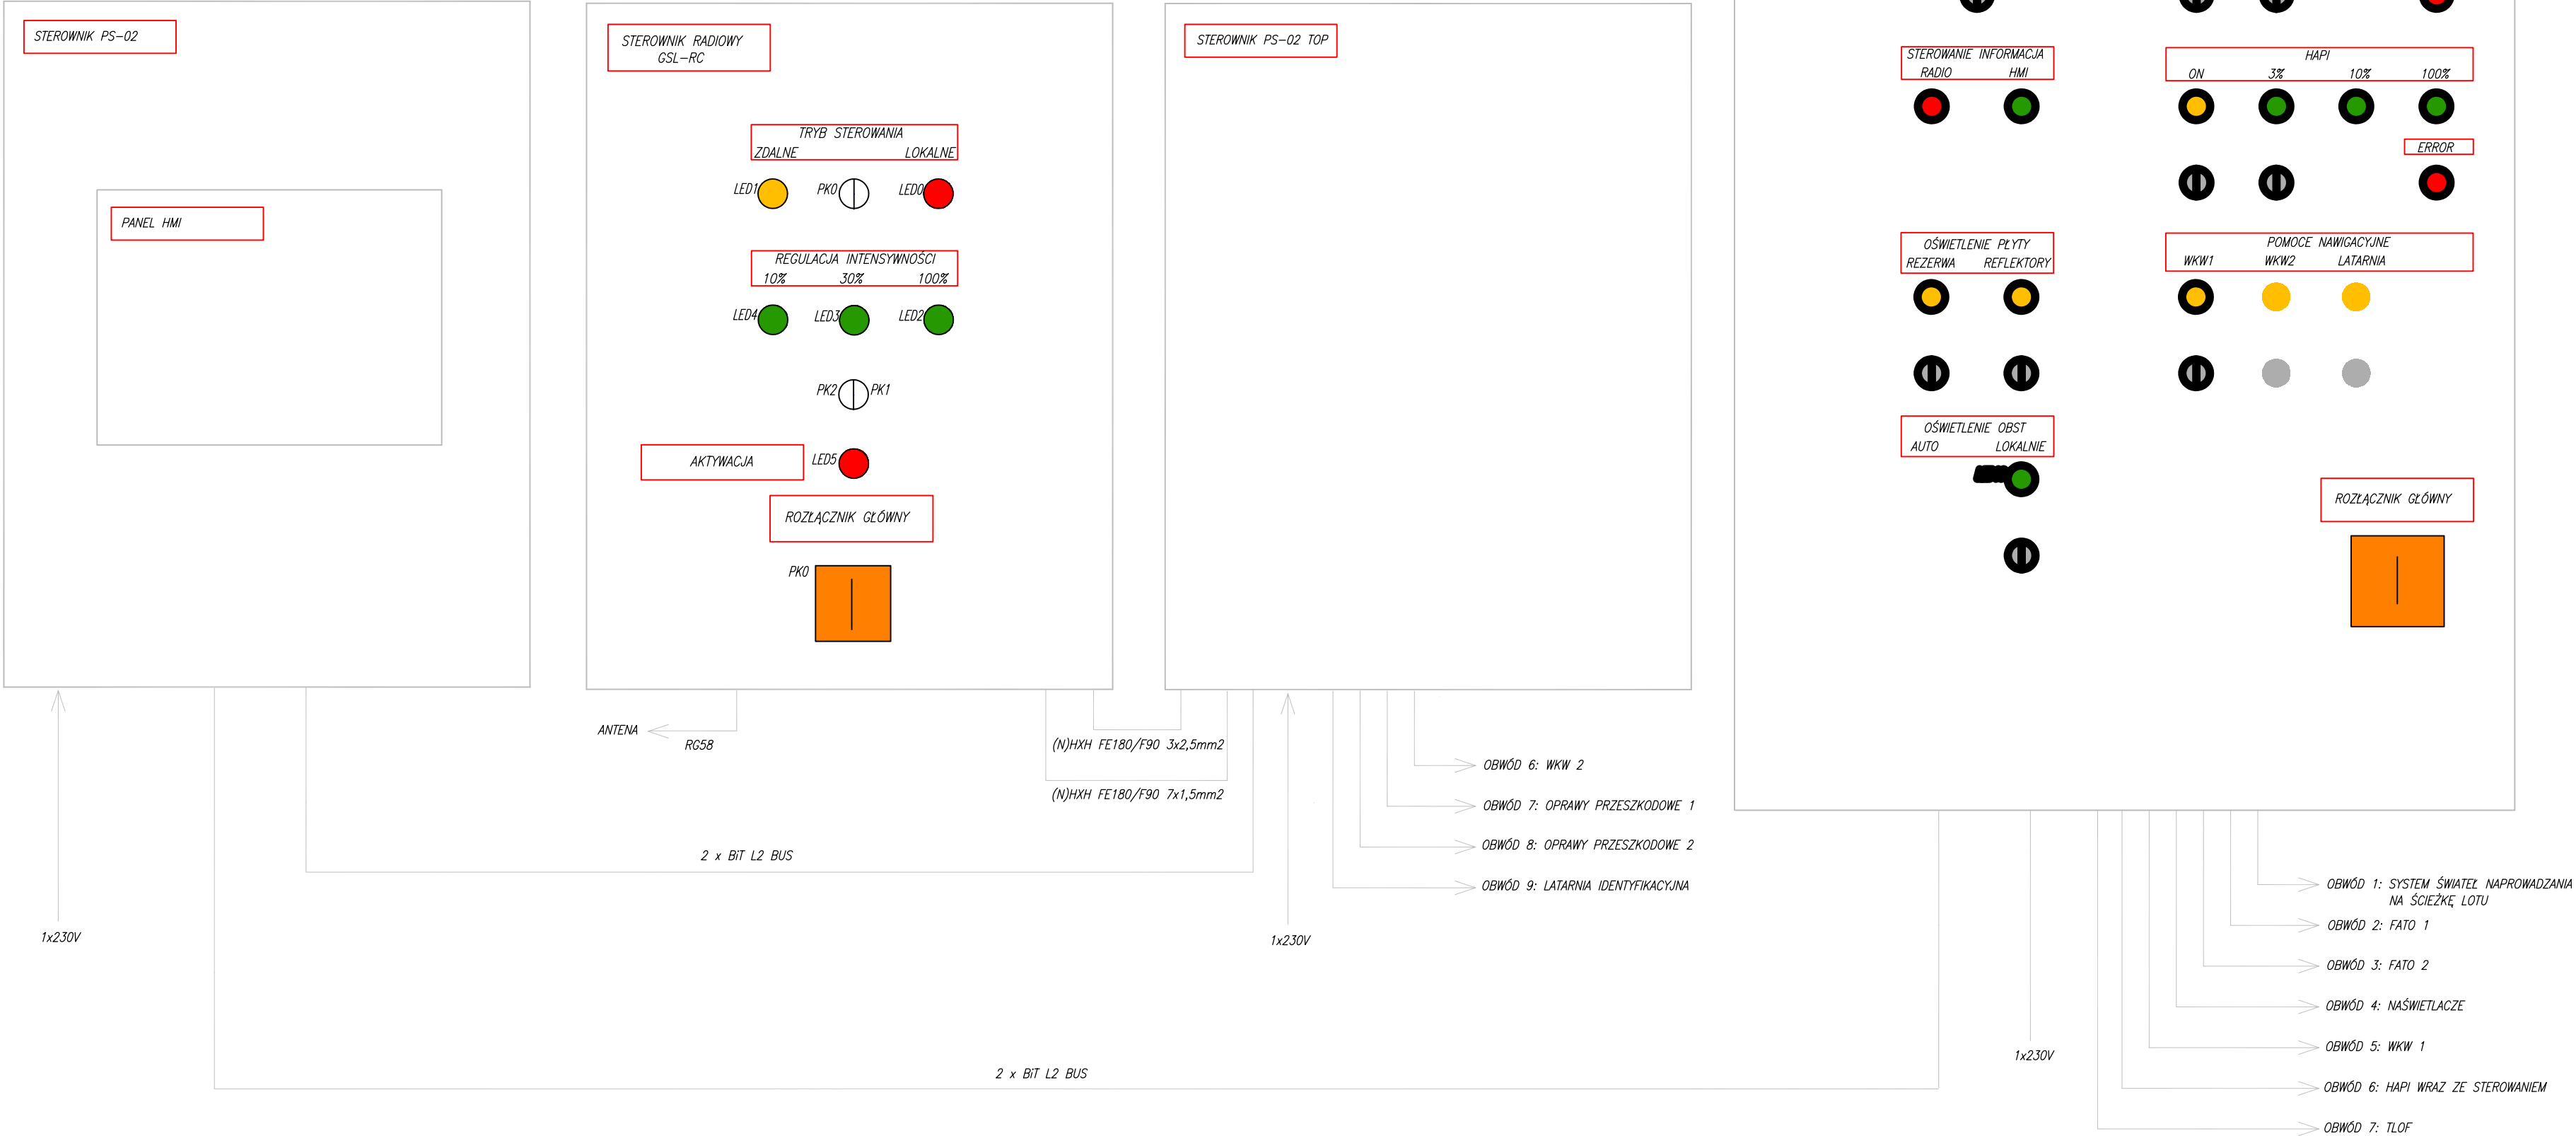 STEROWNIK PS-02
PANEL HMI
1x230V
STEROWNIK RADIOWY
GSL-RC
TRYB STEROWANIA
ZDALNE LOKALNE
LED1 PK0 LED0
REGULACJA INTENSYWNOŚCI
10% 30% 100%
LED4 LED3 LED2
PK2 PK1
AKTYWACJA LED5
ROZŁĄCZNIK GŁÓWNY
PK0
ANTENA
RG58
(N)HXH FE180/F90 3x2,5mm2
(N)HXH FE180/F90 7x1,5mm2
2 x BiT L2 BUS
2 x BiT L2 BUS
STEROWNIK PS-02 TOP
1x230V
OBWÓD 6: WKW 2
OBWÓD 7: OPRAWY PRZESZKODOWE 1
OBWÓD 8: OPRAWY PRZESZKODOWE 2
OBWÓD 9: LATARNIA IDENTYFIKACYJNA
STEROWANIE INFORMACJA
RADIO HMI
HAPI
ON 3% 10% 100%
ERROR
OŚWIETLENIE PŁYTY
REZERWA REFLEKTORY
POMOCE NAWIGACYJNE
WKW1 WKW2 LATARNIA
OŚWIETLENIE OBST
AUTO LOKALNIE
ROZŁĄCZNIK GŁÓWNY
1x230V
OBWÓD 1: SYSTEM ŚWIATEŁ NAPROWADZANIA
NA ŚCIEŻKĘ LOTU
OBWÓD 2: FATO 1
OBWÓD 3: FATO 2
OBWÓD 4: NAŚWIETLACZE
OBWÓD 5: WKW 1
OBWÓD 6: HAPI WRAZ ZE STEROWANIEM
OBWÓD 7: TLOF